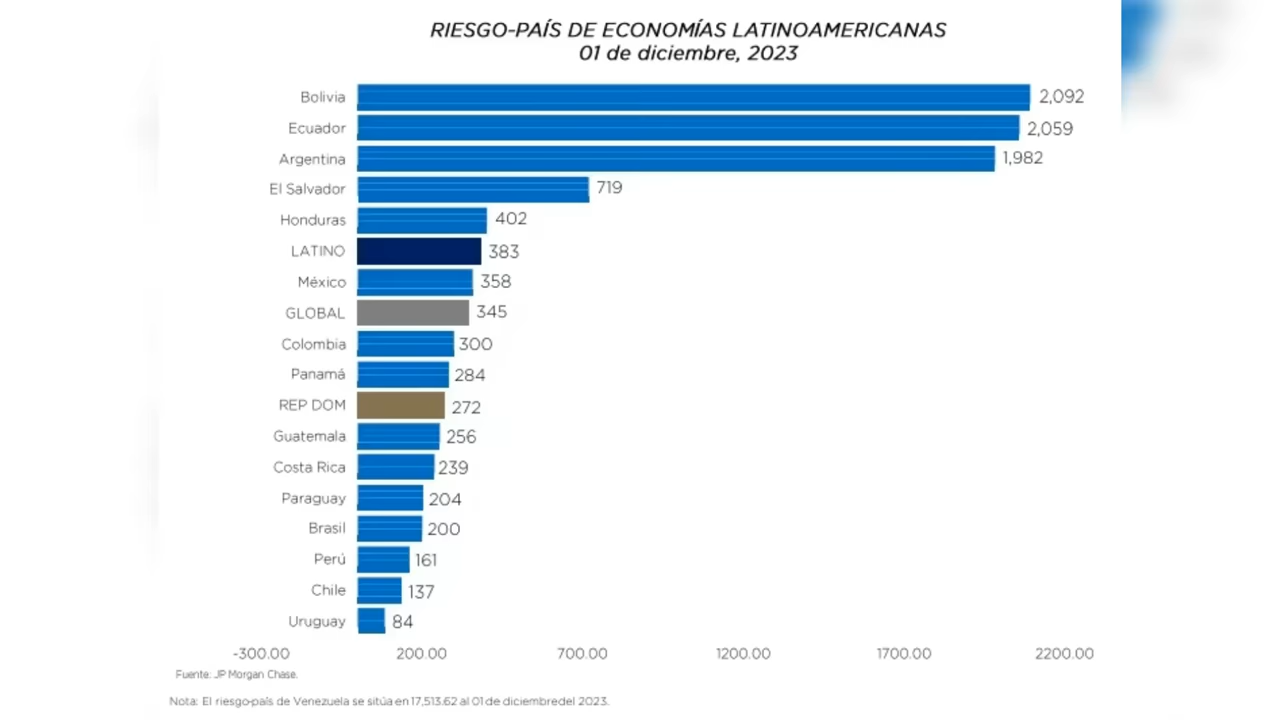 RIESGO-PAÍS DE ECONOMÍAS LATINOAMERICANAS
01 de diciembre, 2023
Bolivia 2,092
Ecuador 2,059
Argentina 1,982
El Salvador 719
Honduras 402
LATINO 383
México 358
GLOBAL 345
Colombia 300
Panamá 284
REP DOM 272
Guatemala 256
Costa Rica 239
Paraguay 204
Brasil 200
Perú 161
Chile 137
Uruguay 84
-300.00 200.00 700.00 1200.00 1700.00 2200.00
Fuente: JP Morgan Chase.
Nota: El riesgo-país de Venezuela se sitúa en 17,513.62 al 01 de diciembredel 2023.